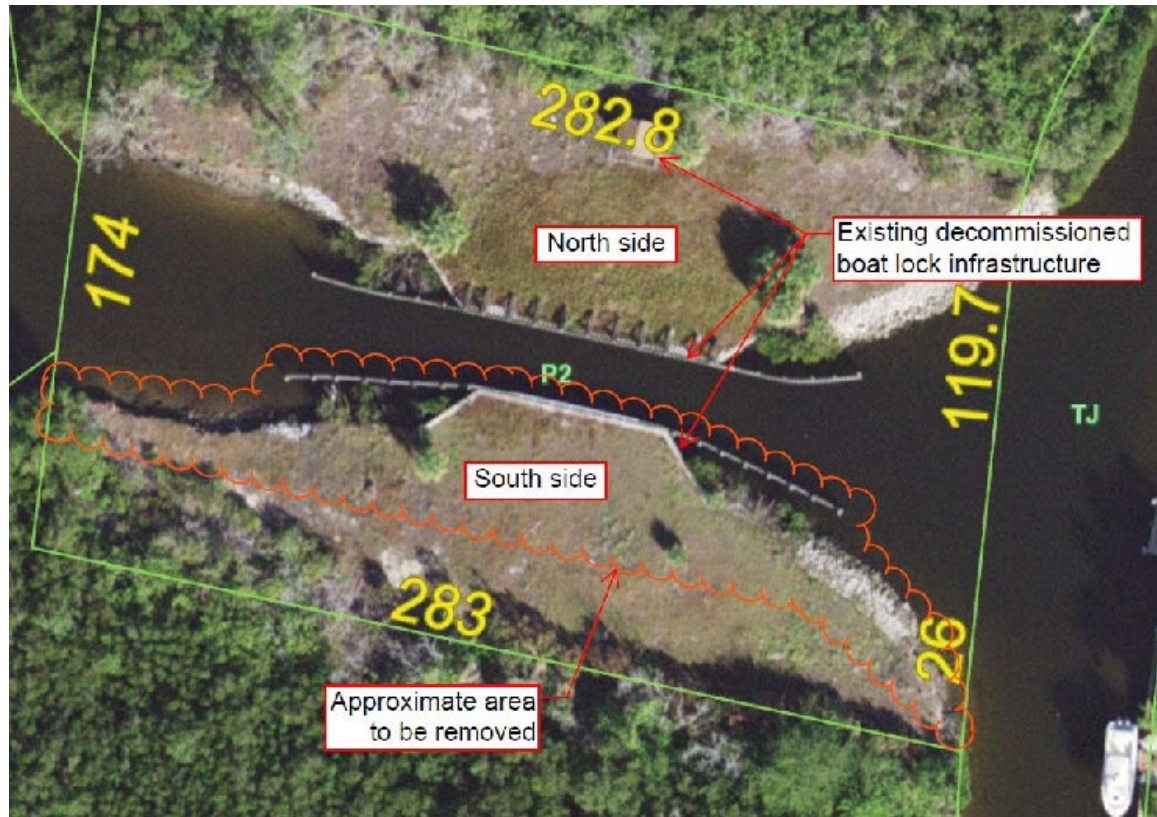 282.8
North side
Existing decommissioned
boat lock infrastructure
174
119.7
P2
TJ
South side
283
26
Approximate area
to be removed